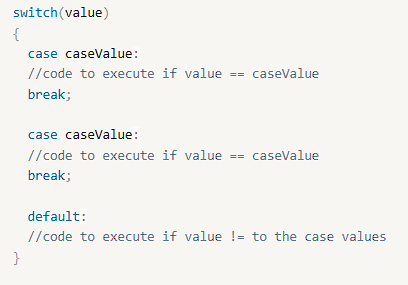 switch(value)
{
case caseValue:
//code to execute if value == caseValue
break;
case caseValue:
//code to execute if value == caseValue
break;
default:
//code to execute if value != to the case values
}